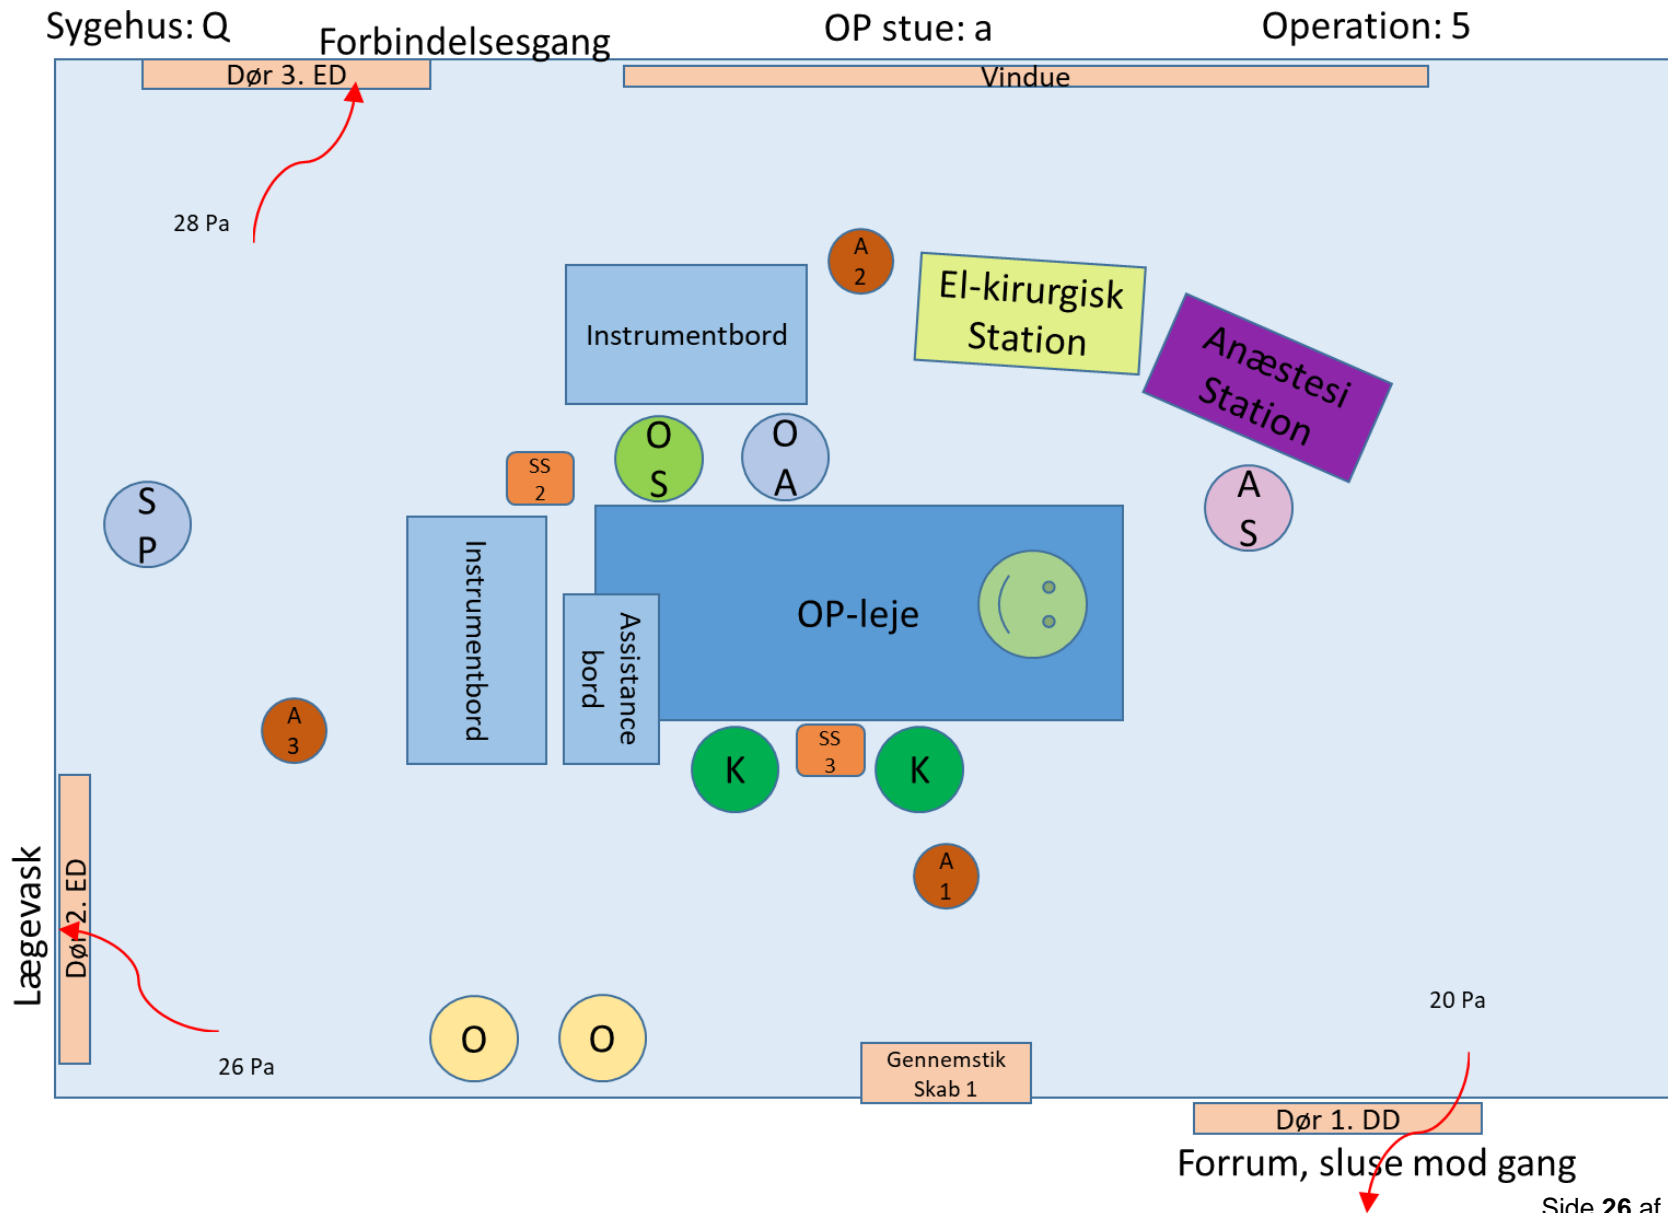 Sygehus: Q
OP stue: a
Operation: 5
Forbindelsesgang
Dør 3. ED
Vindue
28 Pa
A
2
El-kirurgisk
Station
Instrumentbord
Anæstesi
Station
O
S
O
A
SS
2
A
S
S
P
Instrumentbord
Assistance
bord
OP-leje
A
3
K
SS
3
K
A
1
Lægevask
Dør 2. ED
20 Pa
O
O
26 Pa
Gennemstik
Skab 1
Dør 1. DD
Forrum, sluse mod gang
Side 26 af